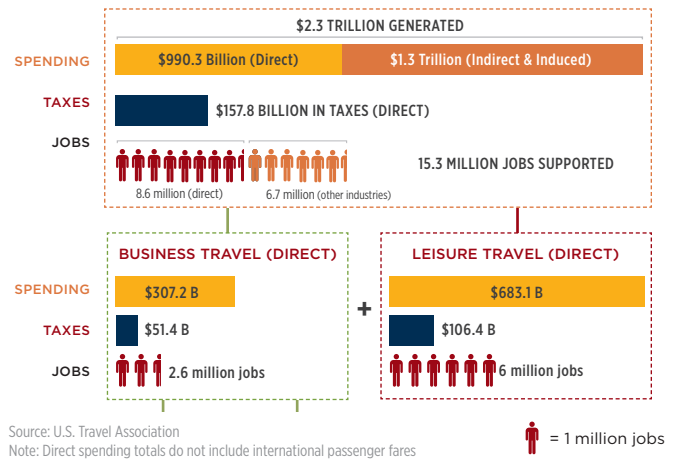 $2.3 TRILLION GENERATED
SPENDING
$990.3 Billion (Direct)
$1.3 Trillion (Indirect & Induced)
TAXES
$157.8 BILLION IN TAXES (DIRECT)
JOBS
15.3 MILLION JOBS SUPPORTED
8.6 million (direct)
6.7 million (other industries)
BUSINESS TRAVEL (DIRECT)
LEISURE TRAVEL (DIRECT)
SPENDING
$307.2 B
$683.1 B
+
TAXES
$51.4 B
$106.4 B
JOBS
2.6 million jobs
6 million jobs
Source: U.S. Travel Association
Note: Direct spending totals do not include international passenger fares
= 1 million jobs